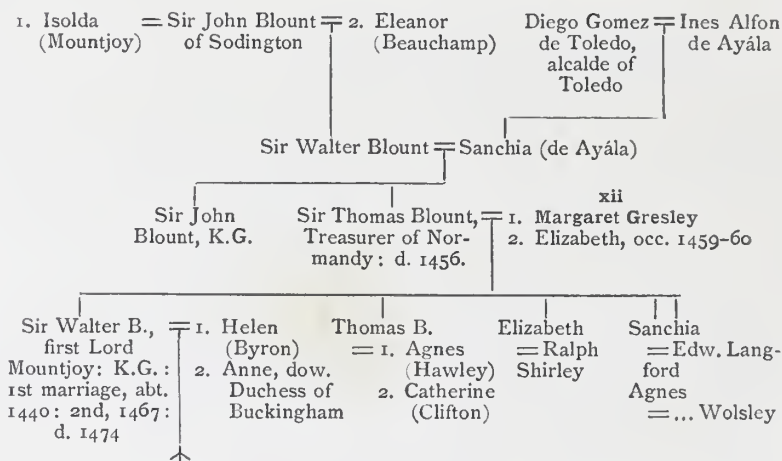 1. Isolda = Sir John Blount = 2. Eleanor
(Mountjoy) of Sodington (Beauchamp)
Diego Gomez = Ines Alfon
de Toledo, de Ayála
alcalde of
Toledo
Sir Walter Blount = Sanchia (de Ayála)
Sir John
Blount, K.G.
Sir Thomas Blount, =
Treasurer of Nor-
mandy: d. 1456.
xii
1. Margaret Gresley
2. Elizabeth, occ. 1459-60
Sir Walter B., =
first Lord
Mountjoy: K.G.:
1st marriage, abt.
1440: 2nd, 1467:
d. 1474
1. Helen
(Byron)
2. Anne, dow.
Duchess of
Buckingham
Thomas B.
= 1. Agnes
(Hawley)
2. Catherine
(Clifton)
Elizabeth
= Ralph
Shirley
Sanchia
= Edw. Lang-
ford
Agnes
= ... Wolsley